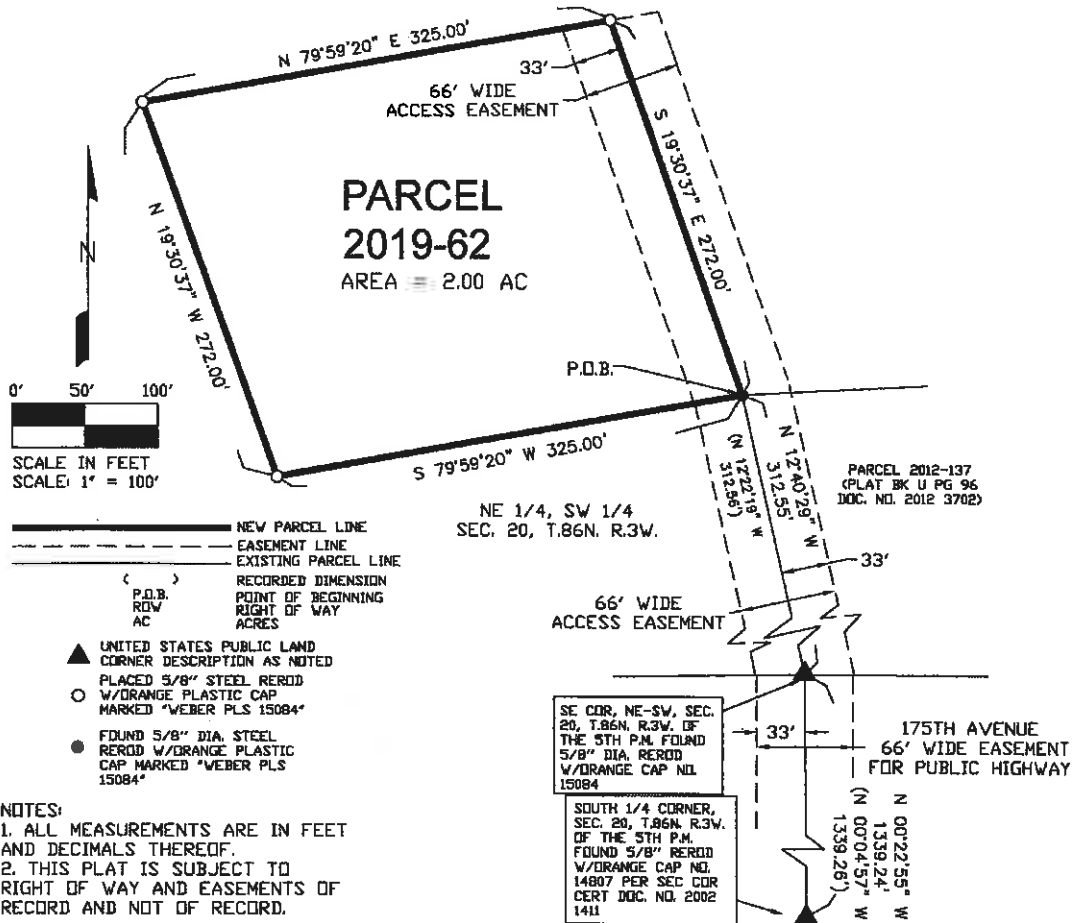 N 79°59'20" E 325.00'
33'
66' WIDE
ACCESS EASEMENT
S 19°30'37" E 272.00'
N
N 19°30'37" W 272.00'
PARCEL
2019-62
AREA = 2.00 AC
P.O.B.
0' 50' 100'
SCALE IN FEET
SCALE: 1" = 100'
S 79°59'20" W 325.00'
N 12°40'29" W
312.55'
(N 12°22'19" W
312.56')
PARCEL 2012-137
(PLAT BK U PG 96
DOC. NO. 2012 3702)
NE 1/4, SW 1/4
SEC. 20, T.86N. R.3W.
NEW PARCEL LINE
EASEMENT LINE
EXISTING PARCEL LINE
( ) RECORDED DIMENSION
P.O.B. POINT OF BEGINNING
ROW RIGHT OF WAY
AC ACRES
33'
66' WIDE
ACCESS EASEMENT
UNITED STATES PUBLIC LAND
CORNER DESCRIPTION AS NOTED
PLACED 5/8" STEEL REROD
W/ORANGE PLASTIC CAP
MARKED "WEBER PLS 15084"
FOUND 5/8" DIA. STEEL
REROD W/ORANGE PLASTIC
CAP MARKED "WEBER PLS
15084"
SE COR, NE-SW, SEC.
20, T.86N. R.3W. OF
THE 5TH P.M. FOUND
5/8" DIA. REROD
W/ORANGE CAP NO.
15084
33'
175TH AVENUE
66' WIDE EASEMENT
FOR PUBLIC HIGHWAY
N 00°22'55" W
1339.24'
(N 00°04'57" W
1339.26')
SOUTH 1/4 CORNER,
SEC. 20, T.86N. R.3W.
OF THE 5TH P.M.
FOUND 5/8" REROD
W/ORANGE CAP NO.
14807 PER SEC COR
CERT DOC. NO. 2002
1411
NOTES:
1. ALL MEASUREMENTS ARE IN FEET
AND DECIMALS THEREOF.
2. THIS PLAT IS SUBJECT TO
RIGHT OF WAY AND EASEMENTS OF
RECORD AND NOT OF RECORD.